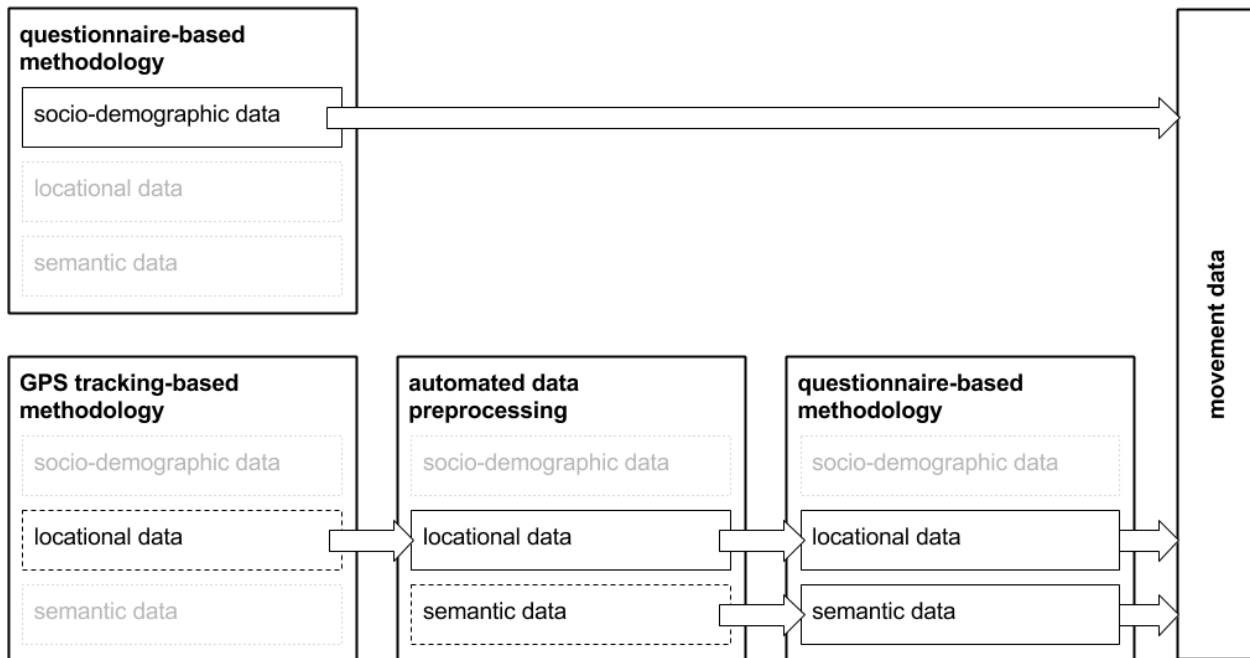 questionnaire-based
methodology
socio-demographic data
locational data
semantic data
GPS tracking-based
methodology
socio-demographic data
locational data
semantic data
automated data
preprocessing
socio-demographic data
locational data
semantic data
questionnaire-based
methodology
socio-demographic data
locational data
semantic data
movement data